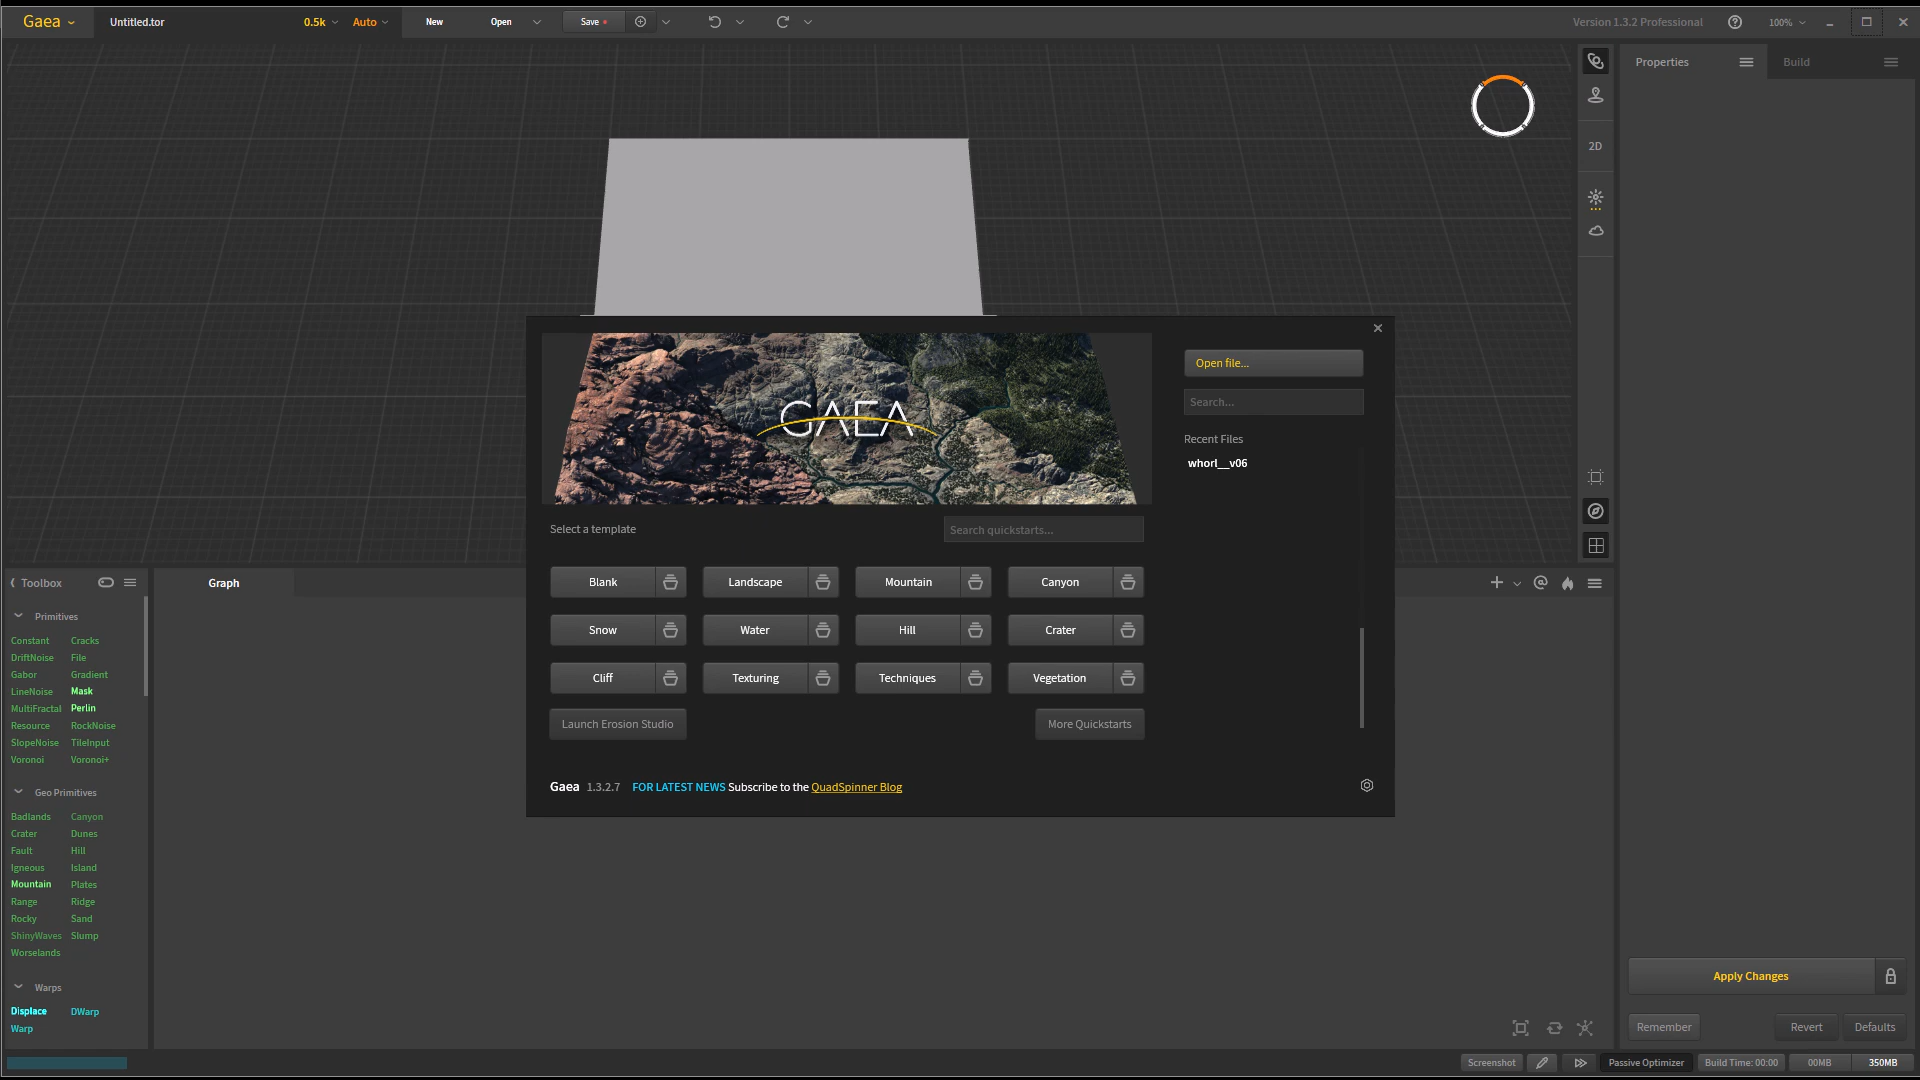 Gaea
Untitled.tor
0.5k
Auto
New
Open
Save
Version 1.3.2 Professional
100%
Properties
Build
2D
GAEA
Open file...
Search...
Recent Files
whorl__v06
Select a template
Search quickstarts...
Blank
Landscape
Mountain
Canyon
Snow
Water
Hill
Crater
Cliff
Texturing
Techniques
Vegetation
Launch Erosion Studio
More Quickstarts
Gaea 1.3.2.7 FOR LATEST NEWS Subscribe to the QuadSpinner Blog
Toolbox
Graph
Primitives
Constant Cracks
DriftNoise File
Gabor Gradient
LineNoise Mask
MultiFractal Perlin
Resource RockNoise
SlopeNoise TileInput
Voronoi Voronoi+
Geo Primitives
Badlands Canyon
Crater Dunes
Fault Hill
Igneous Island
Mountain Plates
Range Ridge
Rocky Sand
ShinyWaves Slump
Worselands
Warps
Displace DWarp
Warp
Apply Changes
Remember
Revert
Defaults
Screenshot
Passive Optimizer
Build Time: 00:00
00MB
350MB